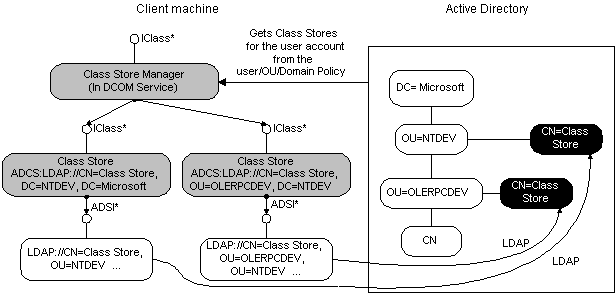 Client machine
Active Directory
IClass*
Gets Class Stores
for the user account
from the
user/OU/Domain Policy
Class Store Manager
(In DCOM Service)
DC= Microsoft
IClass*
IClass*
OU=NTDEV
CN=Class
Store
Class Store
ADCS:LDAP://CN=Class Store,
DC=NTDEV, DC=Microsoft
Class Store
ADCS:LDAP://CN=Class Store,
OU=OLERPCDEV, DC=NTDEV
OU=OLERPCDEV
CN=Class
Store
ADSI*
ADSI*
CN
LDAP://CN=Class Store,
OU=NTDEV ...
LDAP://CN=Class Store,
OU=OLERPCDEV,
OU=NTDEV ...
LDAP
LDAP